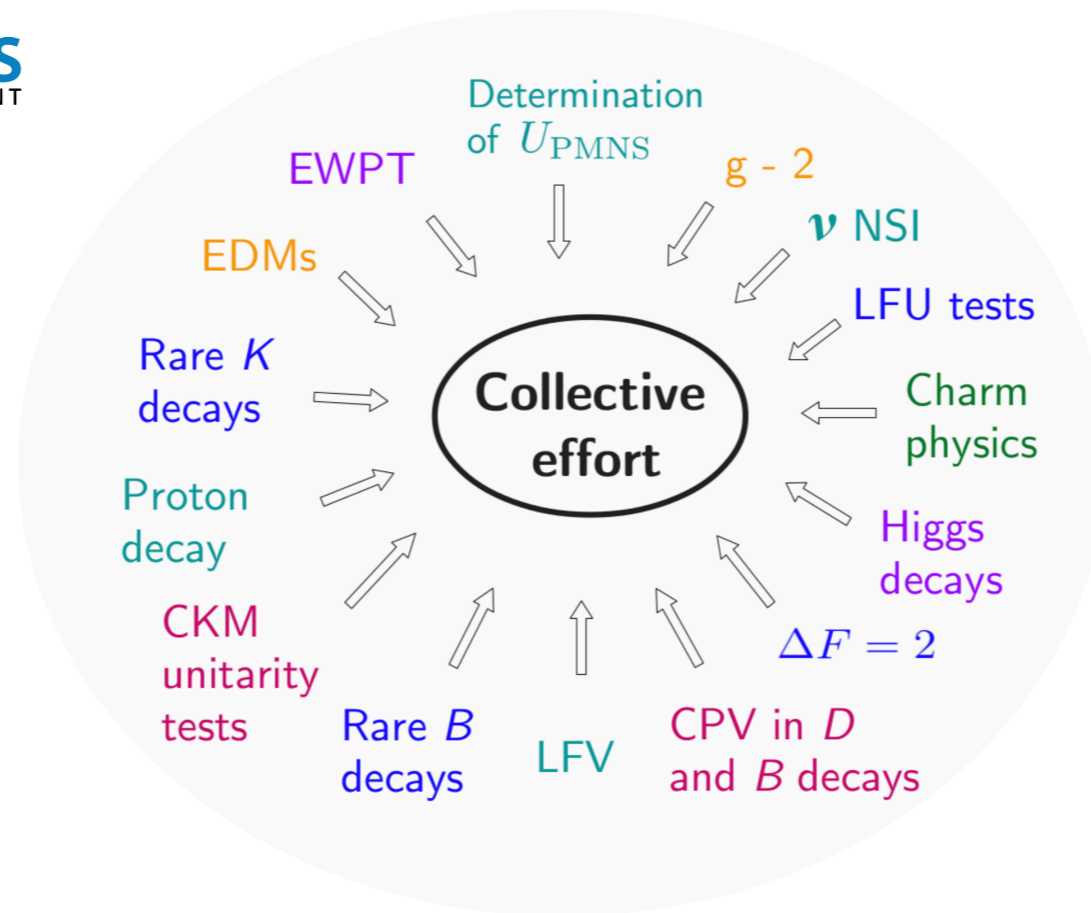 S
NT
Determination
of U_PMNS
EWPT
g - 2
ν NSI
EDMs
LFU tests
Rare K
decays
Charm
physics
Collective
effort
Proton
decay
Higgs
decays
CKM
unitarity
tests
ΔF = 2
Rare B
decays
LFV
CPV in D
and B decays